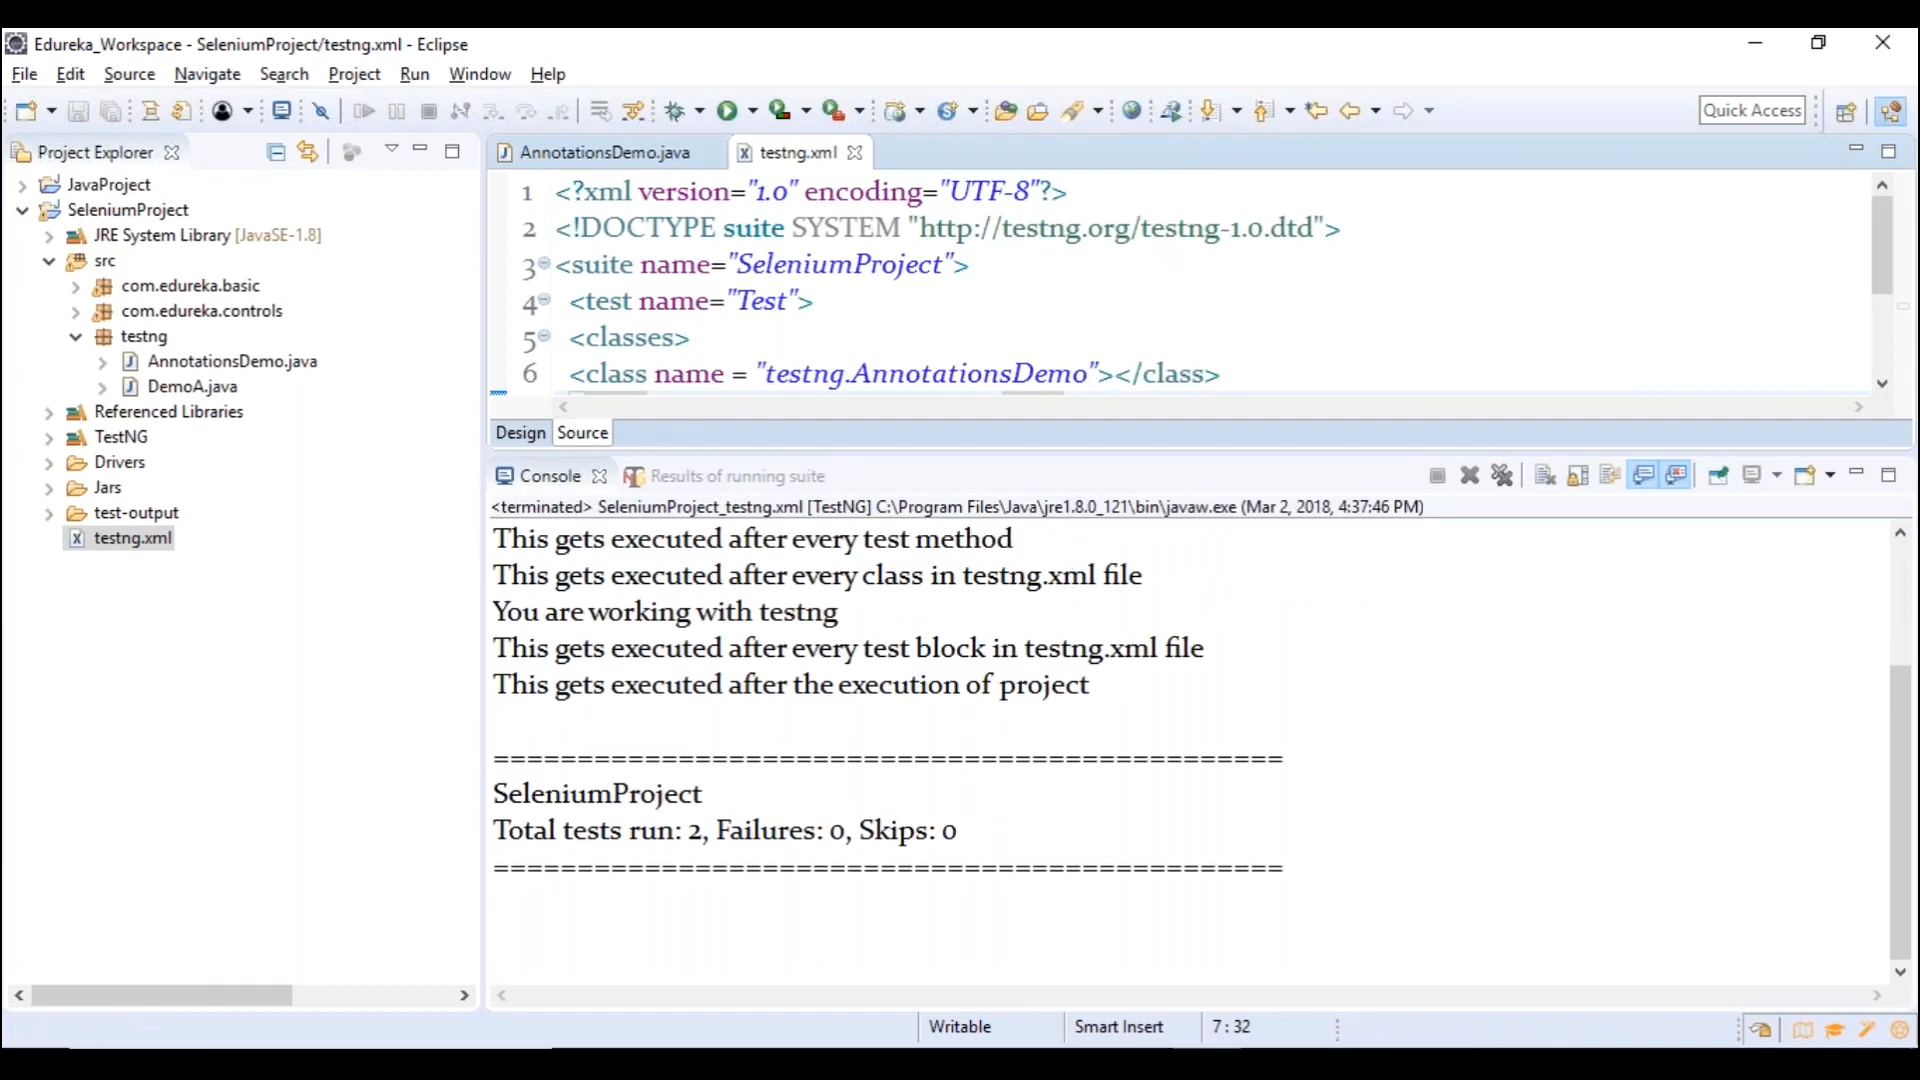 Edureka_Workspace - SeleniumProject/testng.xml - Eclipse
File Edit Source Navigate Search Project Run Window Help
Quick Access
Project Explorer
JavaProject
SeleniumProject
JRE System Library [JavaSE-1.8]
src
com.edureka.basic
com.edureka.controls
testng
AnnotationsDemo.java
DemoA.java
Referenced Libraries
TestNG
Drivers
Jars
test-output
testng.xml
AnnotationsDemo.java testng.xml
1 <?xml version="1.0" encoding="UTF-8"?>
2 <!DOCTYPE suite SYSTEM "http://testng.org/testng-1.0.dtd">
3 <suite name="SeleniumProject">
4 <test name="Test">
5 <classes>
6 <class name = "testng.AnnotationsDemo"></class>
Design Source
Console Results of running suite
<terminated> SeleniumProject_testng.xml [TestNG] C:\Program Files\Java\jre1.8.0_121\bin\javaw.exe (Mar 2, 2018, 4:37:46 PM)
This gets executed after every test method
This gets executed after every class in testng.xml file
You are working with testng
This gets executed after every test block in testng.xml file
This gets executed after the execution of project
===============================================
SeleniumProject
Total tests run: 2, Failures: 0, Skips: 0
===============================================
Writable Smart Insert 7 : 32